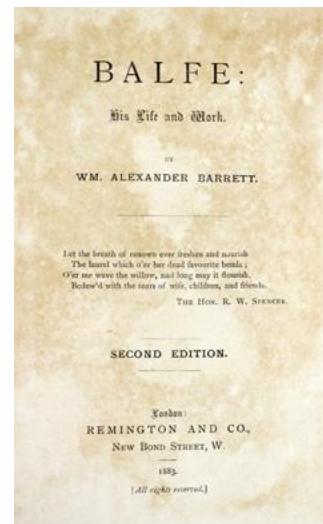 BALFE:
His Life and Work.
BY
WM. ALEXANDER BARRETT.
Let the breath of renown ever freshen and nourish
The laurel which o'er her dead favourite bends;
O'er me wave the willow, and long may it flourish,
Bedew'd with the tears of wife, children, and friends.
THE HON. R. W. SPENCER.
SECOND EDITION.
London:
REMINGTON AND CO.,
NEW BOND STREET, W.
1883.
[All rights reserved.]